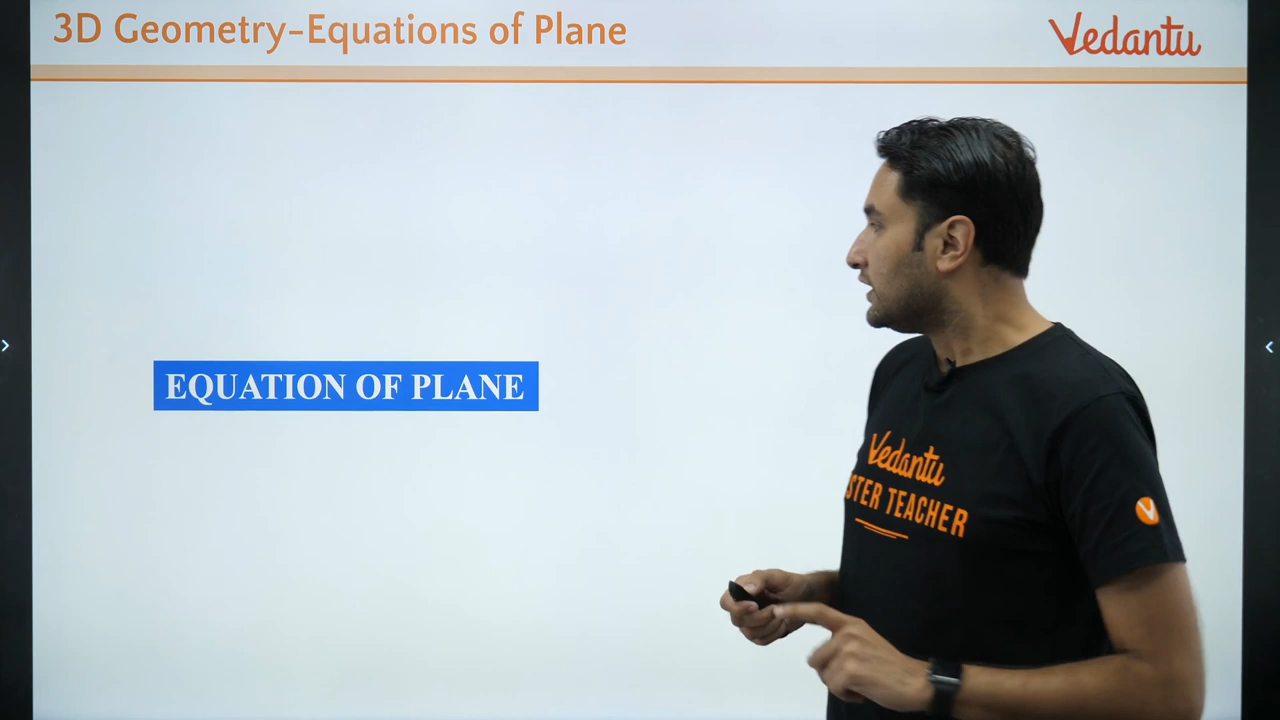 3D Geometry-Equations of Plane
Vedantu
EQUATION OF PLANE
Vedantu
STER TEACHER
V